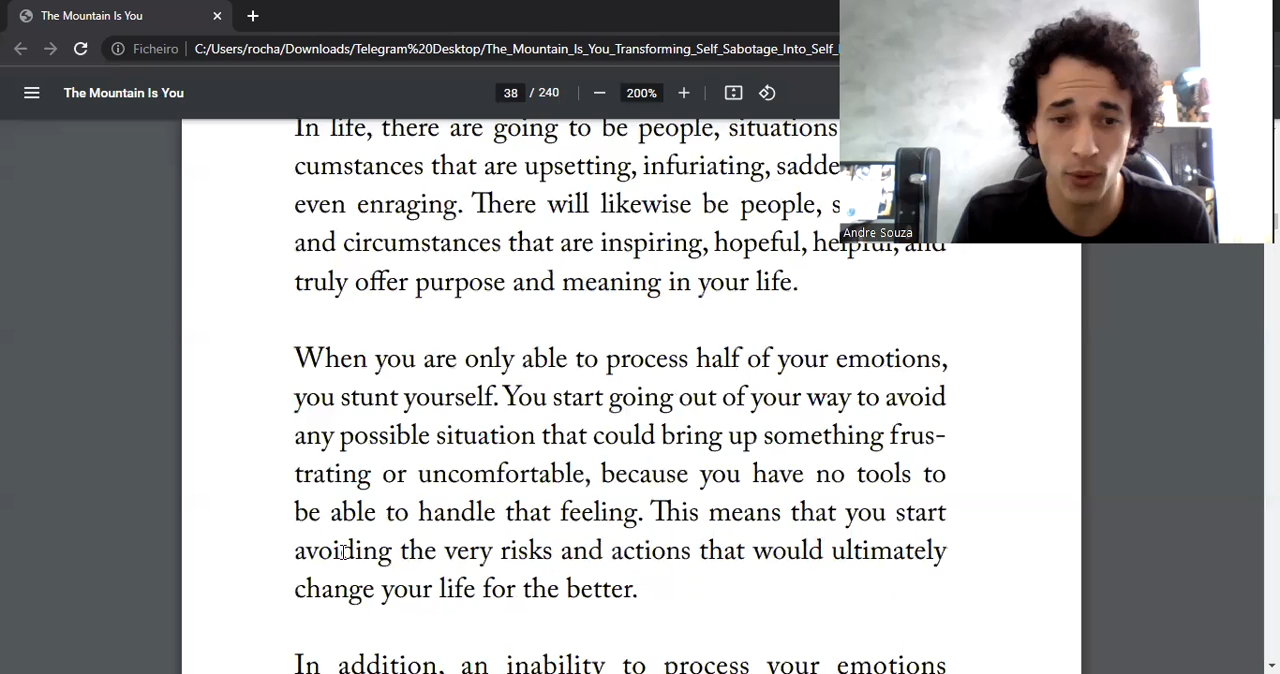 The Mountain Is You
Ficheiro C:/Users/rocha/Downloads/Telegram%20Desktop/The_Mountain_Is_You_Transforming_Self_Sabotage_Into_Self_
The Mountain Is You 38 / 240 200%
In life, there are going to be people, situations
cumstances that are upsetting, infuriating, sadde
even enraging. There will likewise be people, s
and circumstances that are inspiring, hopeful, helpful, and
truly offer purpose and meaning in your life.
When you are only able to process half of your emotions,
you stunt yourself. You start going out of your way to avoid
any possible situation that could bring up something frus-
trating or uncomfortable, because you have no tools to
be able to handle that feeling. This means that you start
avoiding the very risks and actions that would ultimately
change your life for the better.
In addition, an inability to process your emotions
Andre Souza